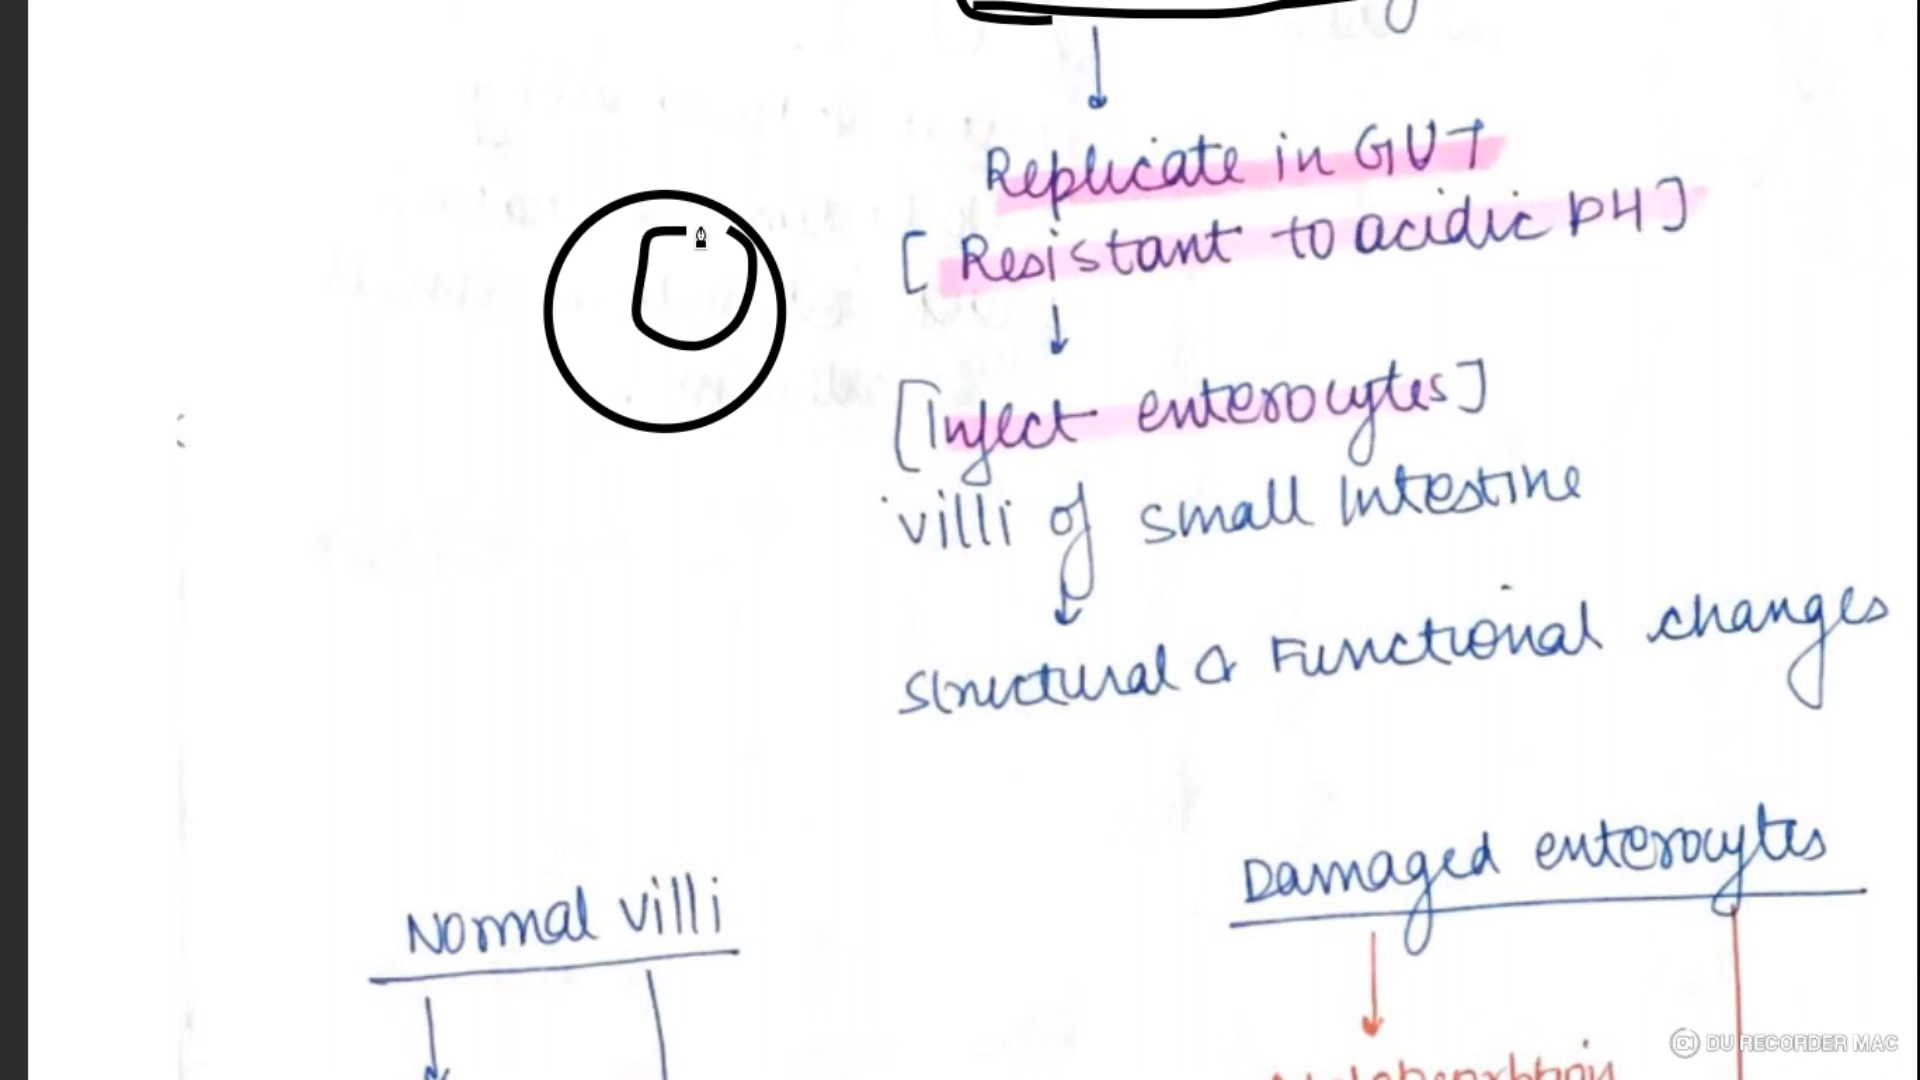 Replicate in GUT
[ Resistant to acidic PH]
[Infect enterocytes]
villi of small Intestine
Structural & Functional changes
Damaged enterocytes
Normal villi
DU RECORDER MAC